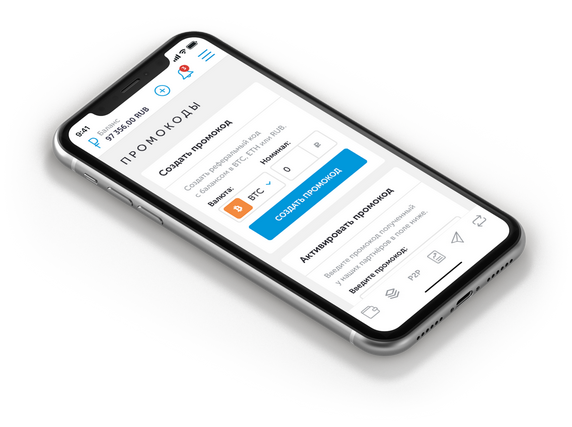 9:41
Баланс
97 356,00 RUB
ПРОМОКОДЫ
Создать промокод
Создать реферальный код
с балансом в BTC, ETH или RUB.
Валюта:
Номинал:
BTC
0
₽
СОЗДАТЬ ПРОМОКОД
Активировать промокод
Введите промокод полученный
у наших партнёров в поле ниже.
Введите промокод:
P2P